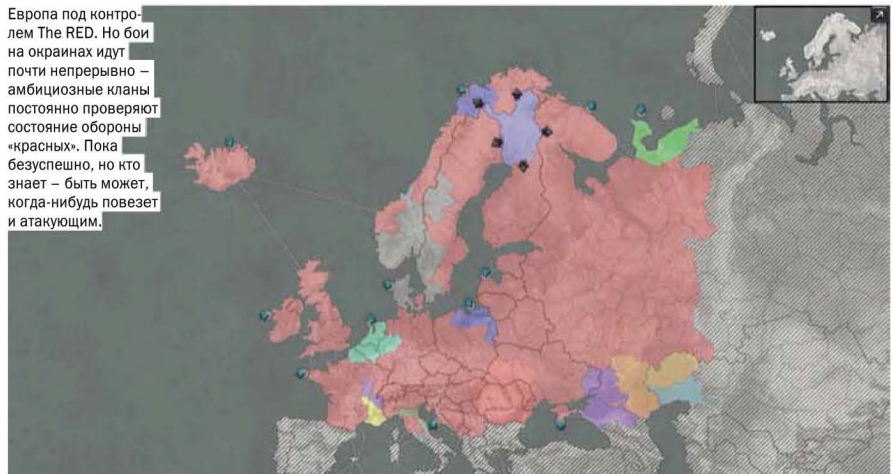 Европа под контро-
лем The RED. Но бои
на окраинах идут
почти непрерывно –
амбициозные кланы
постоянно проверяют
состояние обороны
«красных». Пока
безуспешно, но кто
знает – быть может,
когда-нибудь повезет
и атакующим.